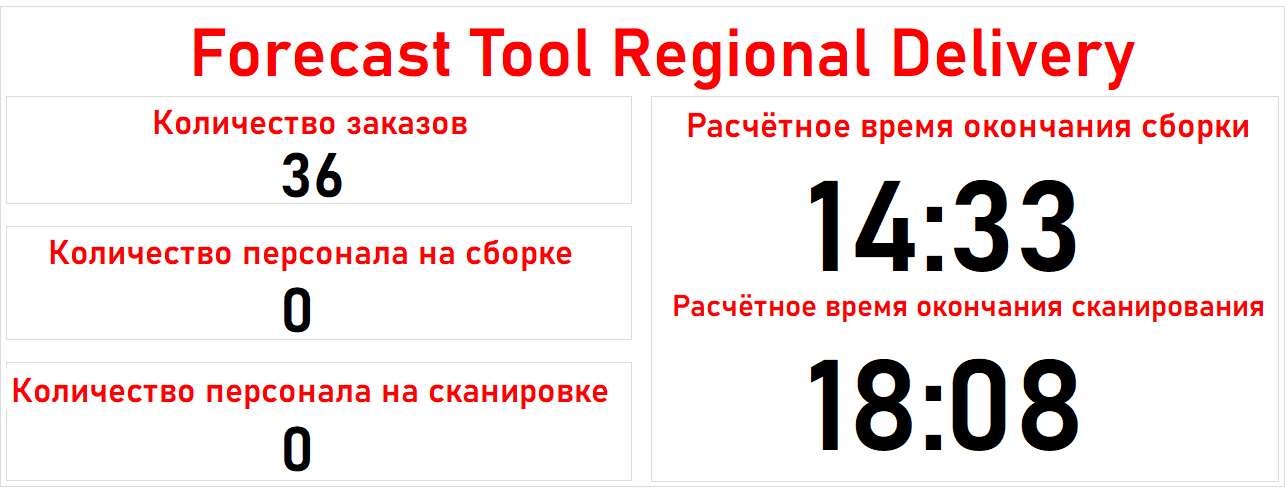 Forecast Tool Regional Delivery
Количество заказов
36
Количество персонала на сборке
0
Количество персонала на сканировке
0
Расчётное время окончания сборки
14:33
Расчётное время окончания сканирования
18:08